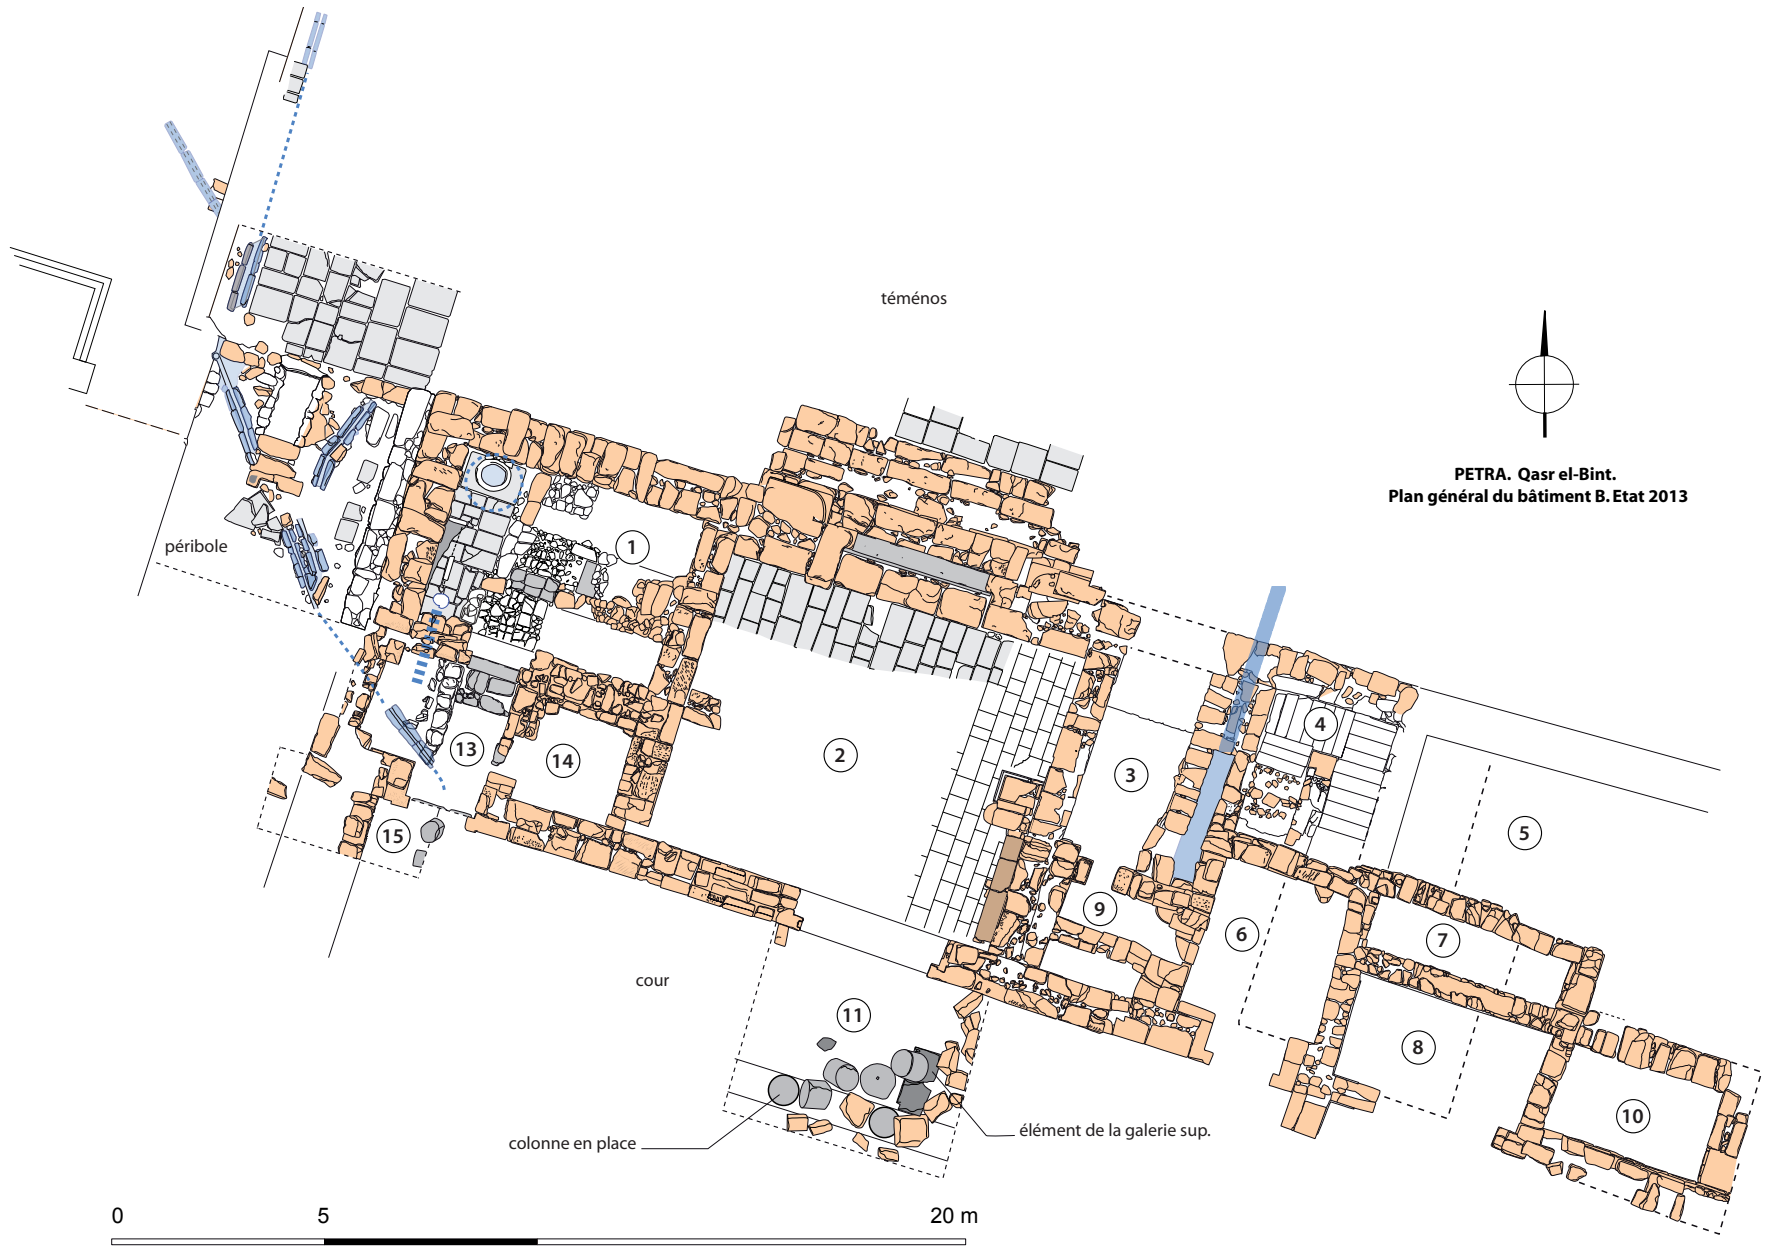 téménos
PETRA. Qasr el-Bint.
Plan général du bâtiment B. Etat 2013
péribole
1
2
3
4
5
6
7
8
9
10
11
13
14
15
cour
colonne en place
élément de la galerie sup.
0 5 20 m